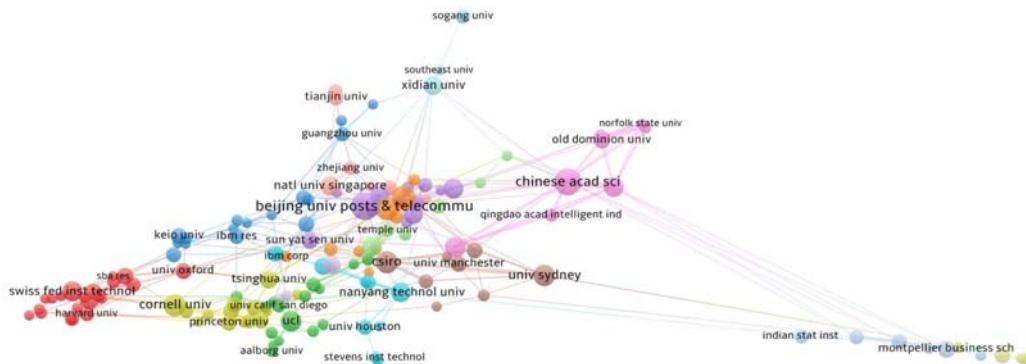 sogang univ
southeast univ
xidian univ
tianjin univ
norfolk state univ
guangzhou univ
old dominion univ
zhejiang univ
chinese acad sci
natl univ singapore
beijing univ posts & telecommu
qingdao acad intelligent ind
temple univ
keio univ
ibm res
sun yat sen univ
ibm corp
csiro
univ manchester
sba res
univ oxford
univ sydney
tsinghua univ
swiss fed inst technol
nanyang technol univ
cornell univ
univ calif san diego
harvard univ
princeton univ
ucl
univ houston
indian stat inst
aalborg univ
montpellier business sch
stevens inst technol